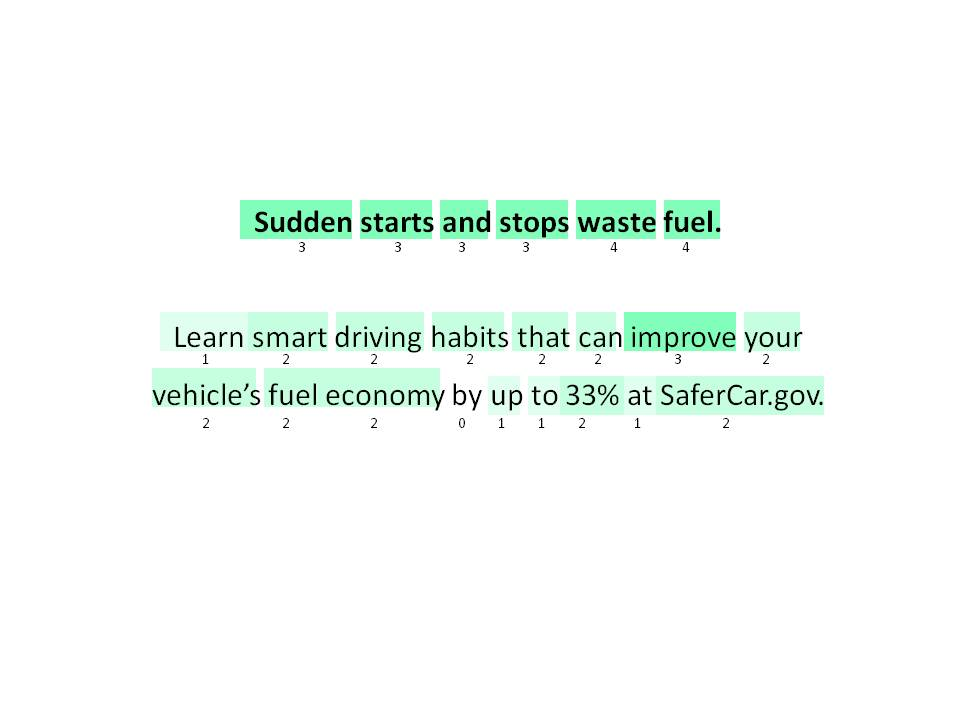 Sudden starts and stops waste fuel.
3 3 3 3 4 4
Learn smart driving habits that can improve your
1 2 2 2 2 2 3 2
vehicle’s fuel economy by up to 33% at SaferCar.gov.
2 2 2 0 1 1 2 1 2